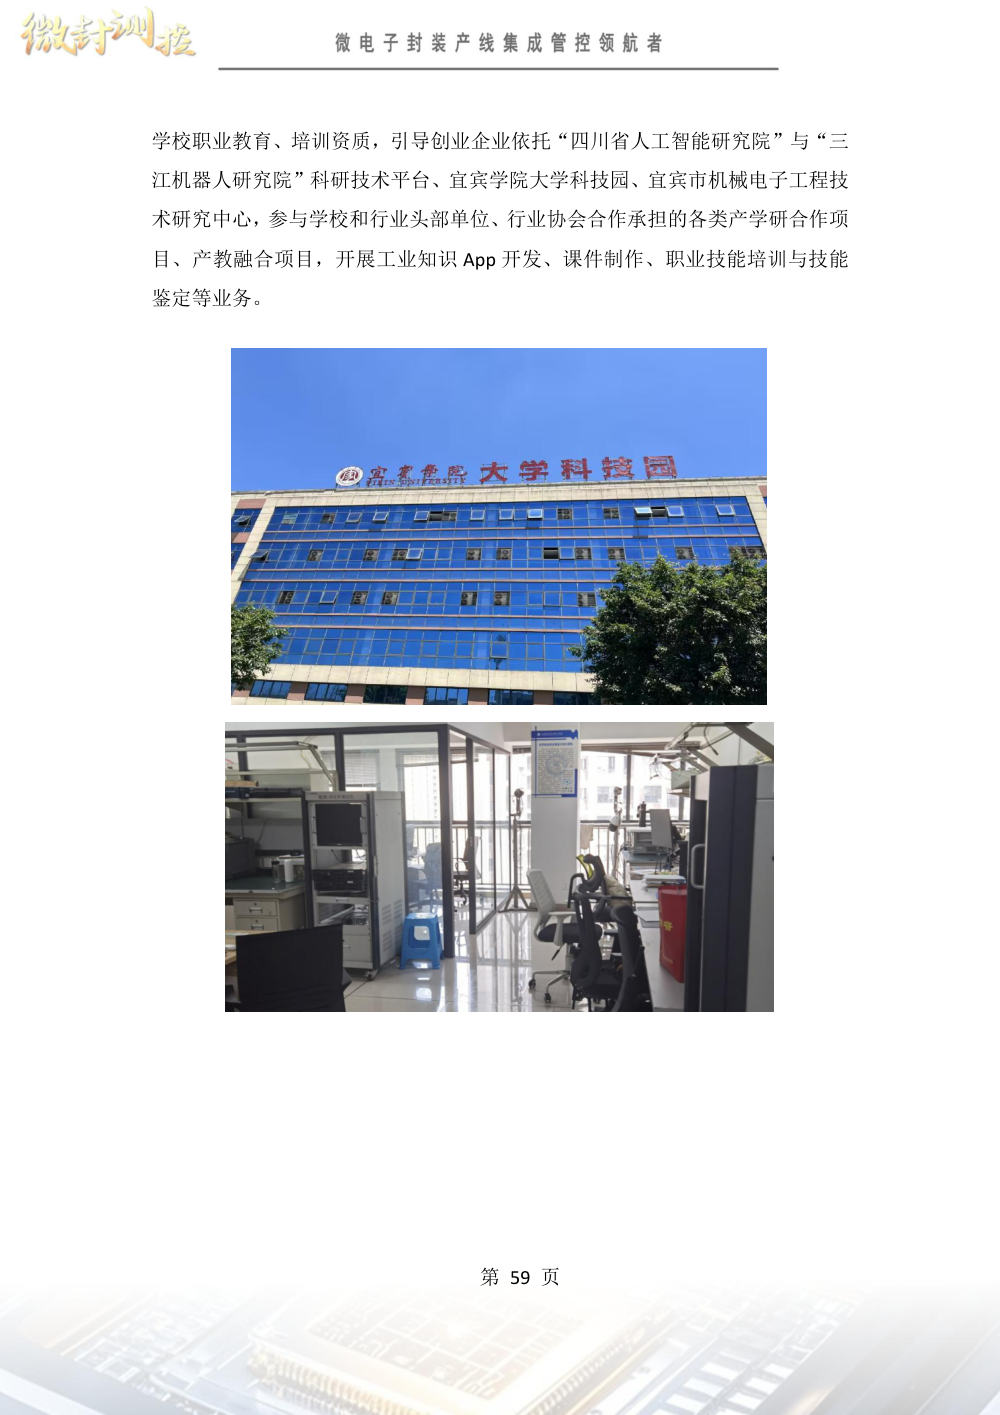 微封测控
微电子封装产线集成管控领航者
学校职业教育、培训资质，引导创业企业依托“四川省人工智能研究院”与“三
江机器人研究院”科研技术平台、宜宾学院大学科技园、宜宾市机械电子工程技
术研究中心，参与学校和行业头部单位、行业协会合作承担的各类产学研合作项
目、产教融合项目，开展工业知识 App 开发、课件制作、职业技能培训与技能
鉴定等业务。
宜宾学院 大学科技园
YIBIN UNIVERSITY
第 59 页